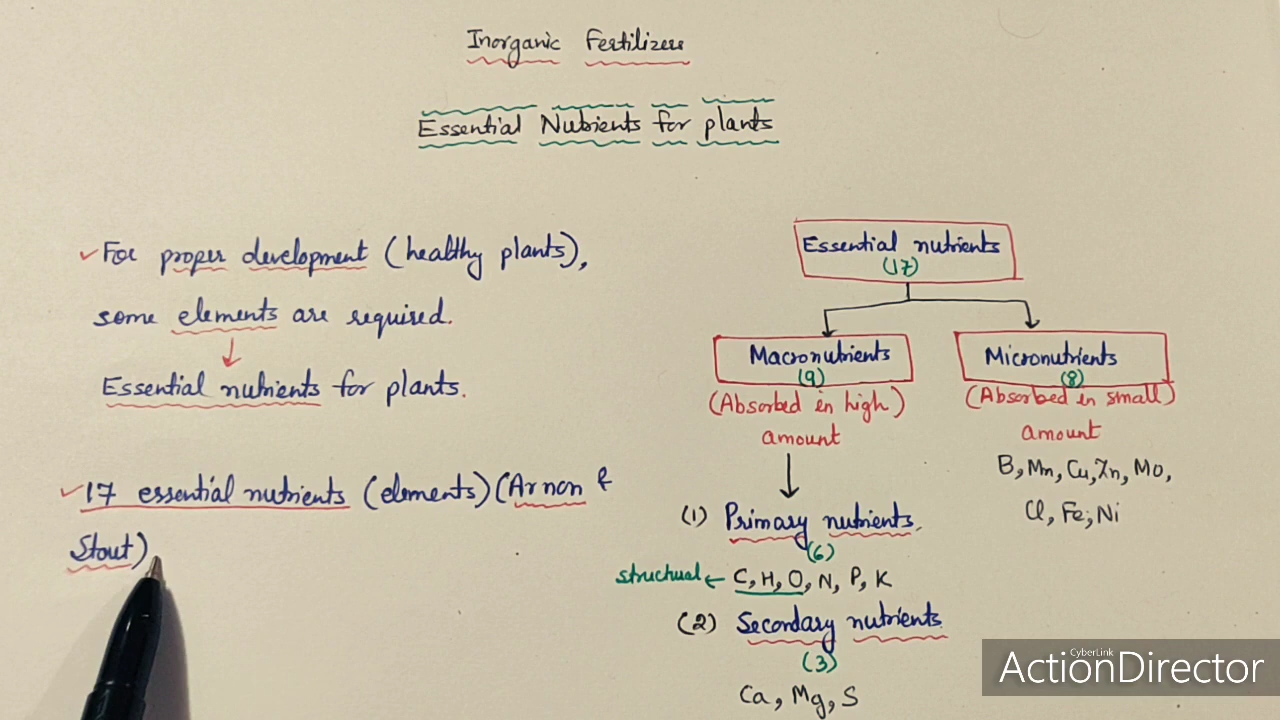 Inorganic Fertilizers
Essential Nutrients for plants
✓For proper development (healthy plants),
some elements are required.
↓
Essential nutrients for plants.
✓17 essential nutrients (elements) (Arnon &
Stout)
Essential nutrients
(17)
Macronutrients
(9)
(Absorbed in high)
amount
↓
(1) Primary nutrients,
(6)
structual ← C, H, O, N, P, K
(2) Secondary nutrients.
(3)
Ca, Mg, S
Micronutrients
(8)
(Absorbed in small)
amount
B, Mn, Cu, Zn, Mo,
Cl, Fe, Ni
CyberLink
ActionDirector